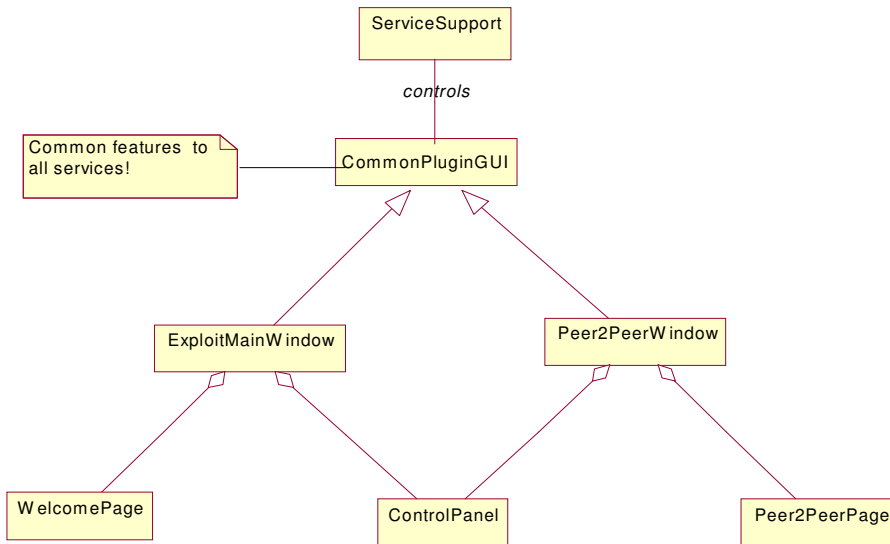 ServiceSupport
controls
Common features to
all services!
CommonPluginGUI
ExploitMainWindow
Peer2PeerWindow
WelcomePage
ControlPanel
Peer2PeerPage